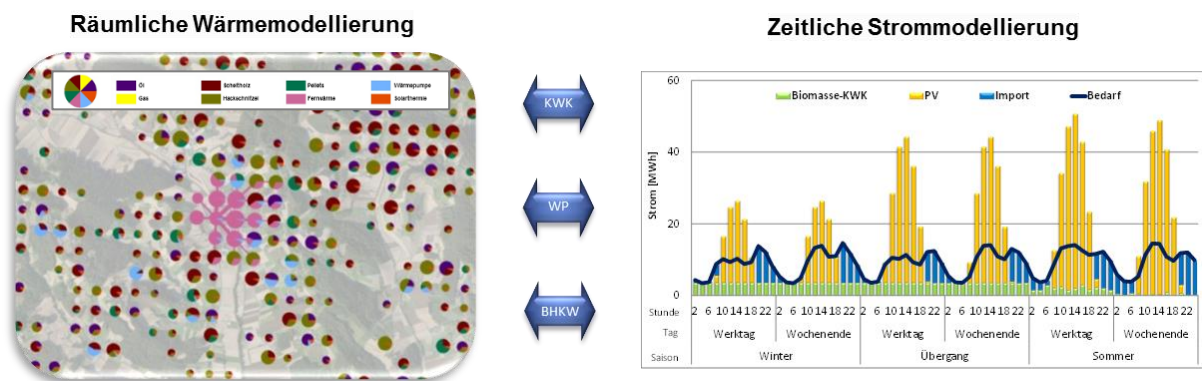 Räumliche Wärmemodellierung
Öl
Scheitholz
Pellets
Wärmepumpe
Gas
Hackschnitzel
Fernwärme
Solarthermie
KWK
WP
BHKW
Zeitliche Strommodellierung
Biomasse-KWK PV Import Bedarf
Strom [MWh]
60
40
20
0
Stunde 2 6 10 14 18 22 2 6 10 14 18 22 2 6 10 14 18 22 2 6 10 14 18 22 2 6 10 14 18 22 2 6 10 14 18 22
Tag Werktag Wochenende Werktag Wochenende Werktag Wochenende
Saison Winter Übergang Sommer